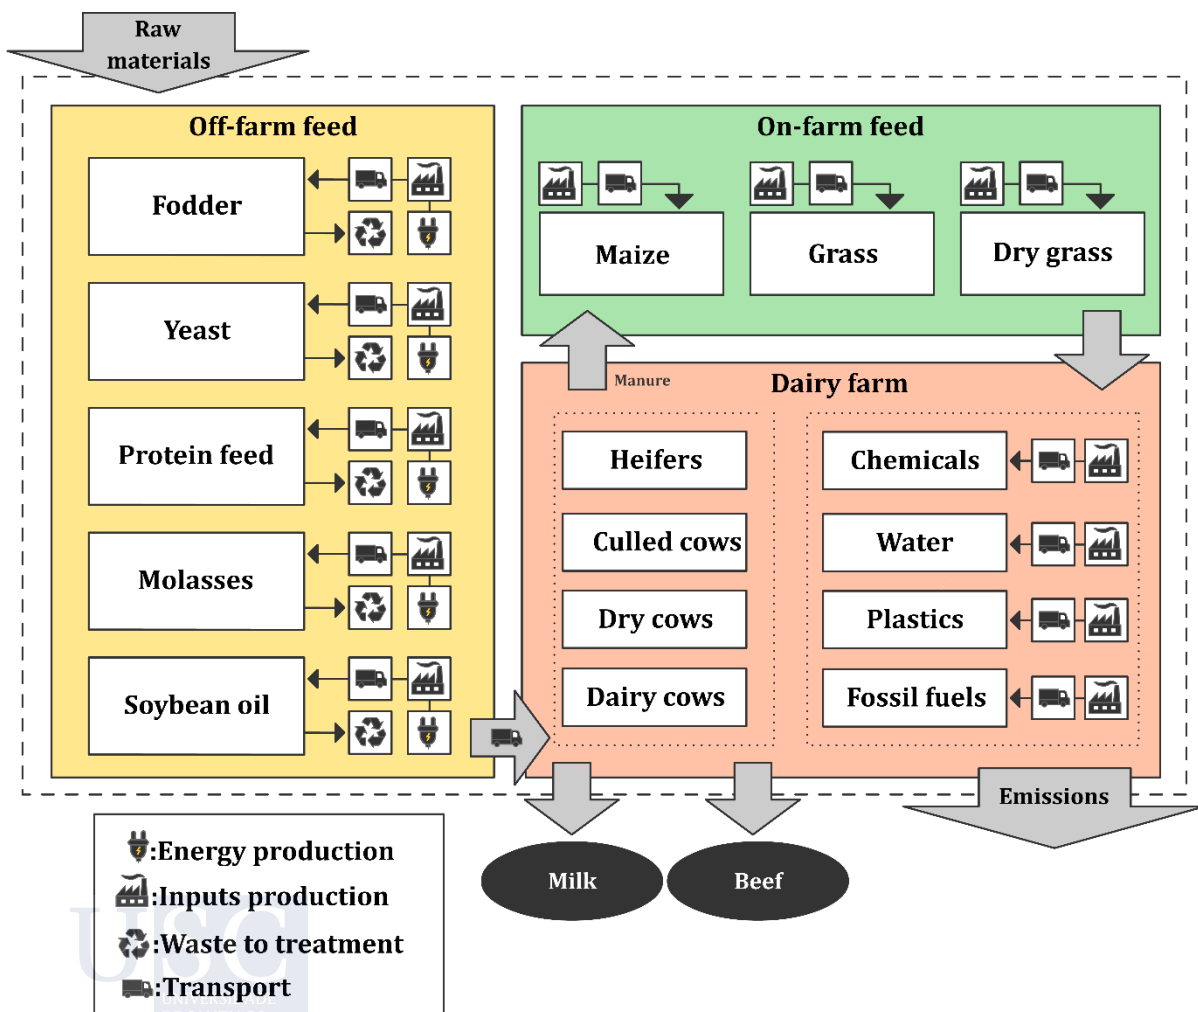 Raw
materials
Off-farm feed
Fodder
Yeast
Protein feed
Molasses
Soybean oil
On-farm feed
Maize
Grass
Dry grass
Manure
Dairy farm
Heifers
Culled cows
Dry cows
Dairy cows
Chemicals
Water
Plastics
Fossil fuels
Emissions
Milk
Beef
:Energy production
:Inputs production
:Waste to treatment
:Transport
USC
UNIVERSIDADE